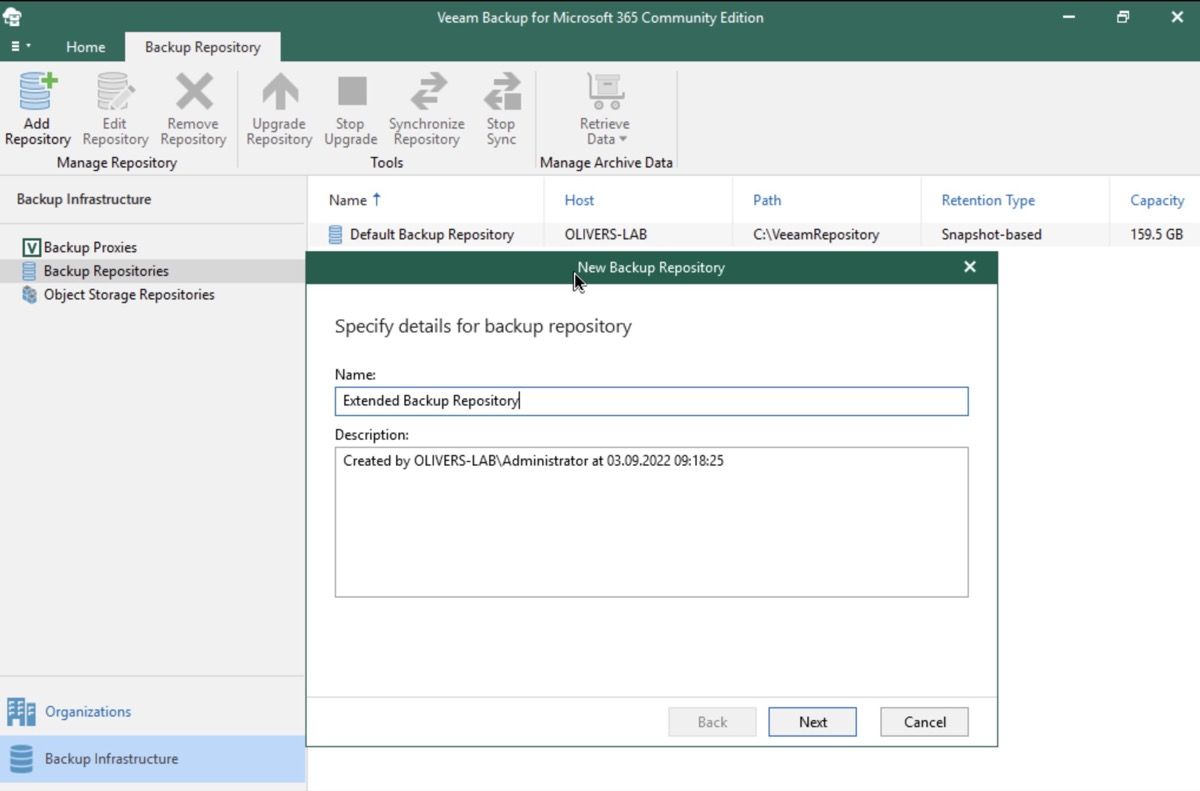 Veeam Backup for Microsoft 365 Community Edition
Home
Backup Repository
Add
Repository
Edit
Repository
Remove
Repository
Manage Repository
Upgrade
Repository
Stop
Upgrade
Synchronize
Repository
Stop
Sync
Tools
Retrieve
Data
Manage Archive Data
Backup Infrastructure
Backup Proxies
Backup Repositories
Object Storage Repositories
Name Host Path Retention Type Capacity
Default Backup Repository OLIVERS-LAB C:\VeeamRepository Snapshot-based 159.5 GB
New Backup Repository
Specify details for backup repository
Name:
Extended Backup Repository
Description:
Created by OLIVERS-LAB\Administrator at 03.09.2022 09:18:25
Back Next Cancel
Organizations
Backup Infrastructure